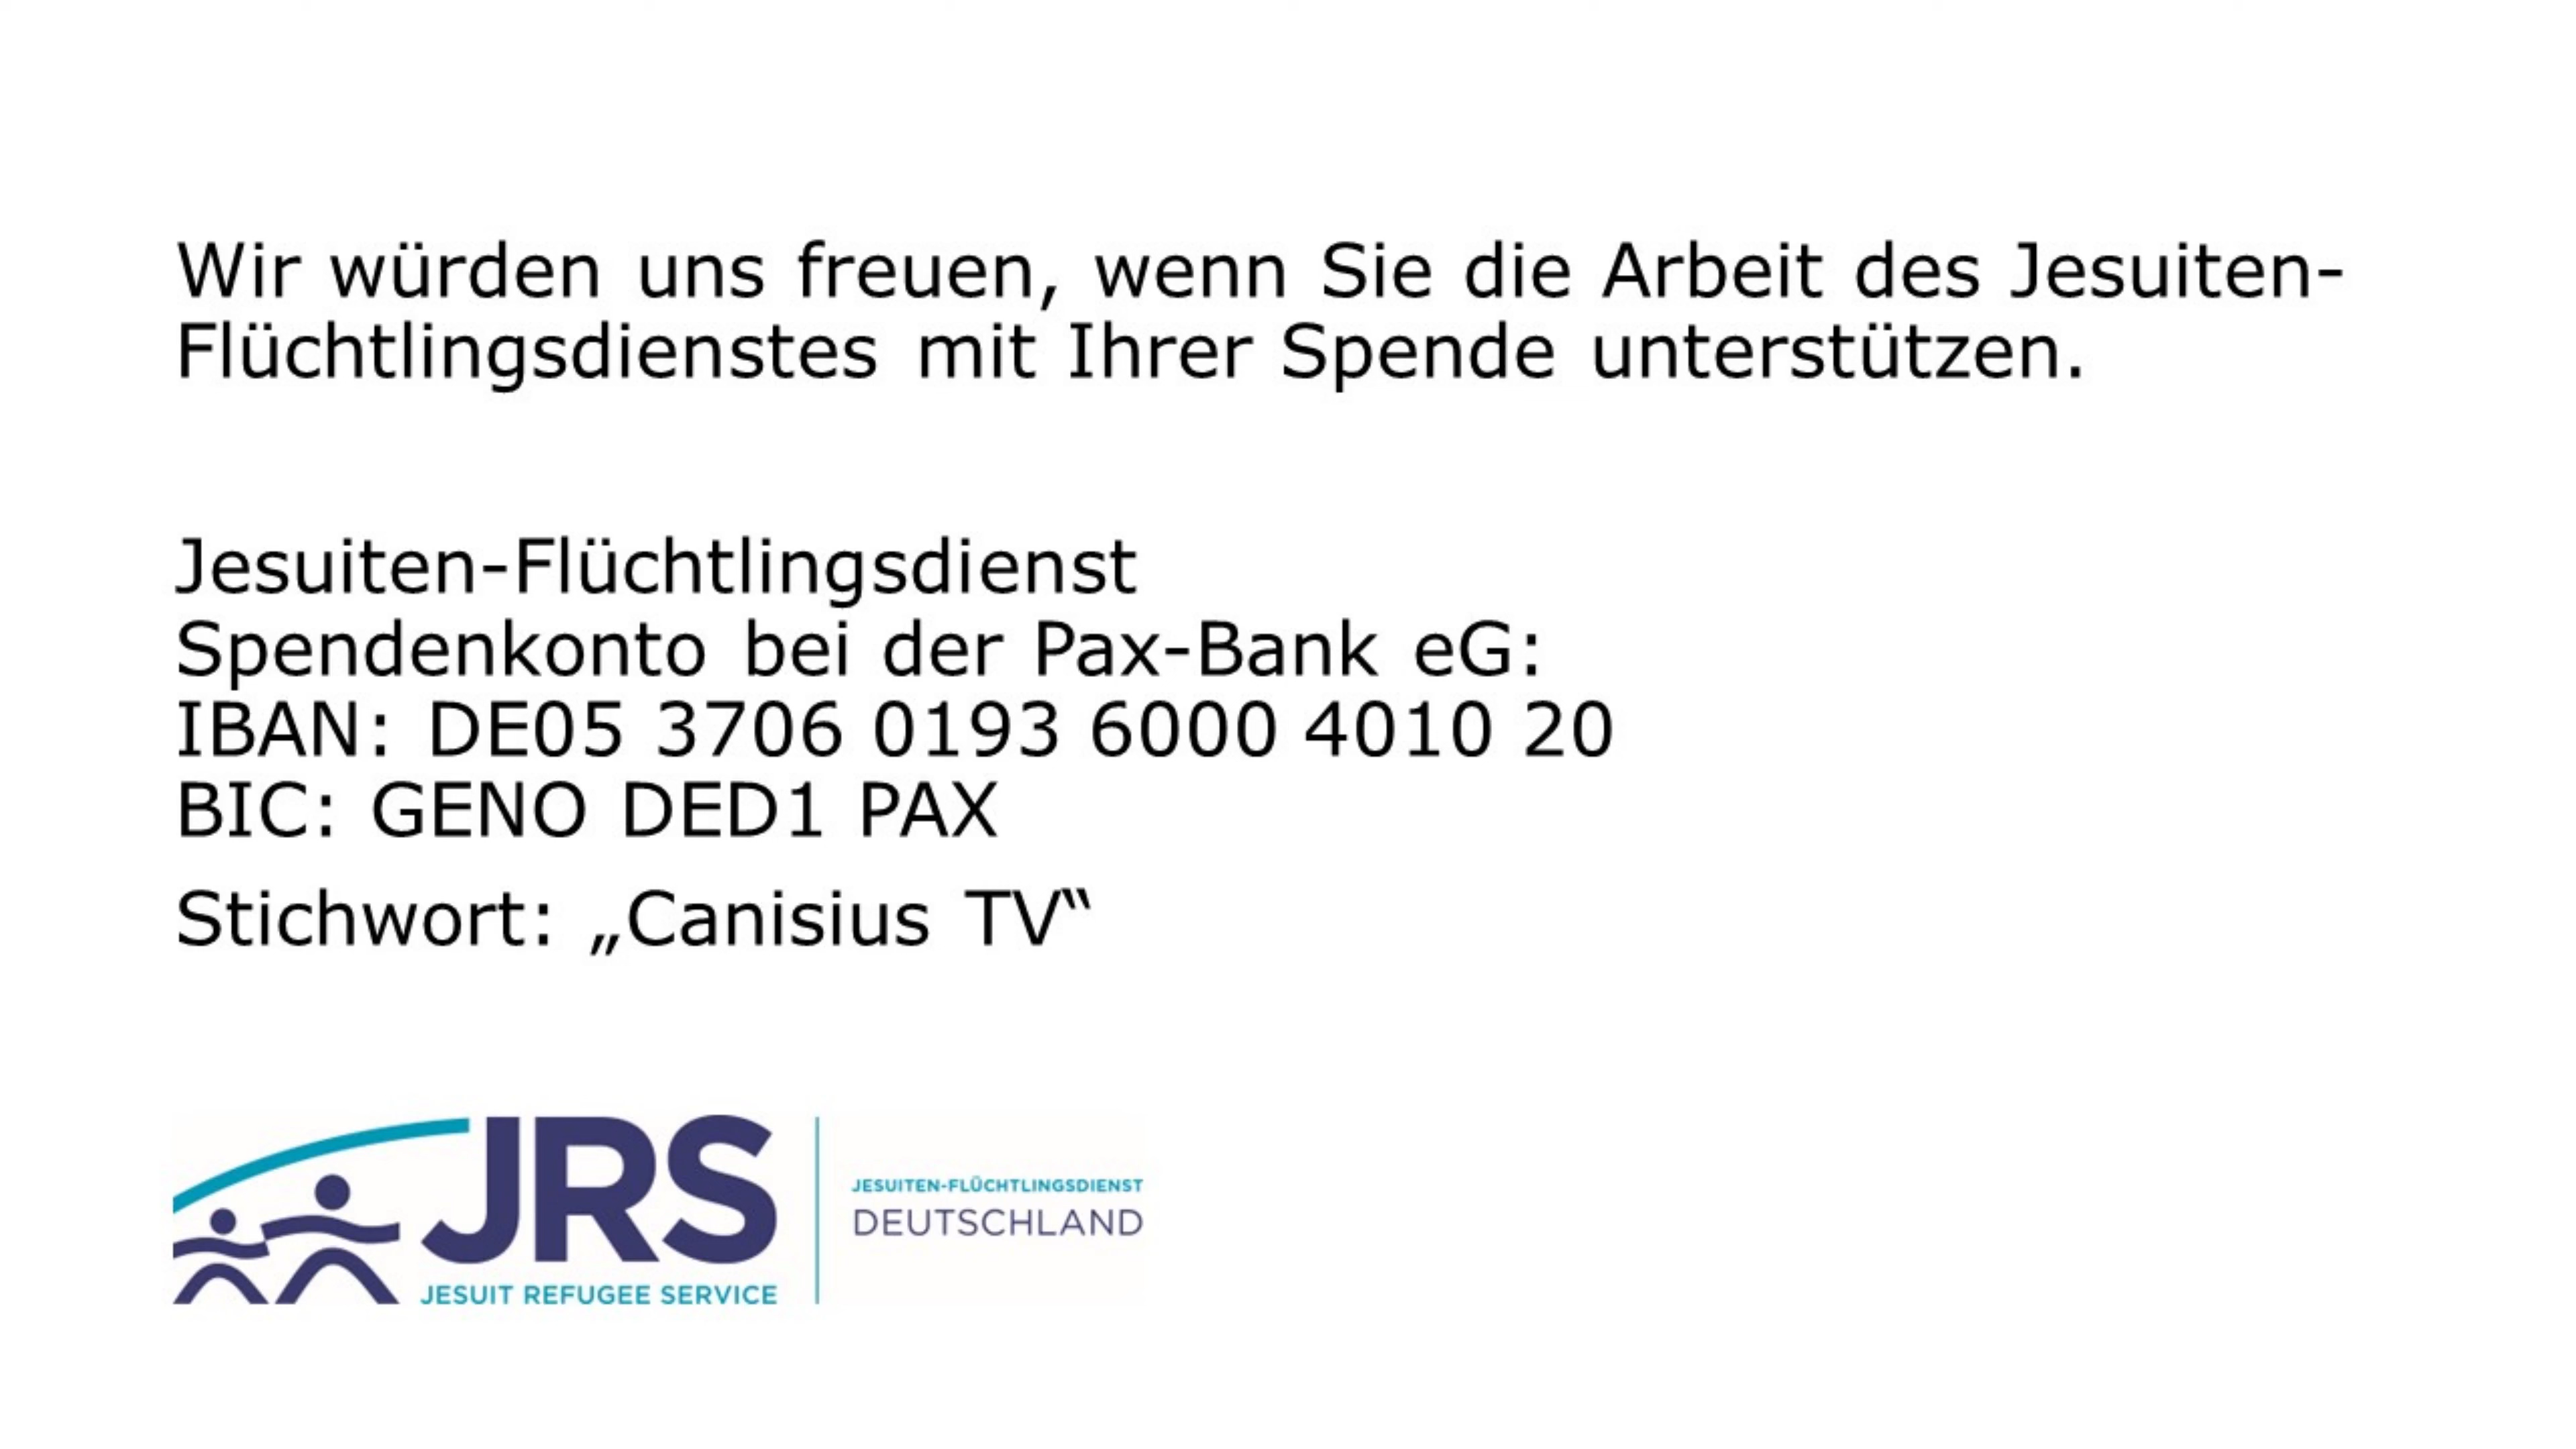 Wir würden uns freuen, wenn Sie die Arbeit des Jesuiten-
Flüchtlingsdienstes mit Ihrer Spende unterstützen.
Jesuiten-Flüchtlingsdienst
Spendenkonto bei der Pax-Bank eG:
IBAN: DE05 3706 0193 6000 4010 20
BIC: GENO DED1 PAX
Stichwort: „Canisius TV“
JRS
JESUIT REFUGEE SERVICE
JESUITEN-FLÜCHTLINGSDIENST
DEUTSCHLAND